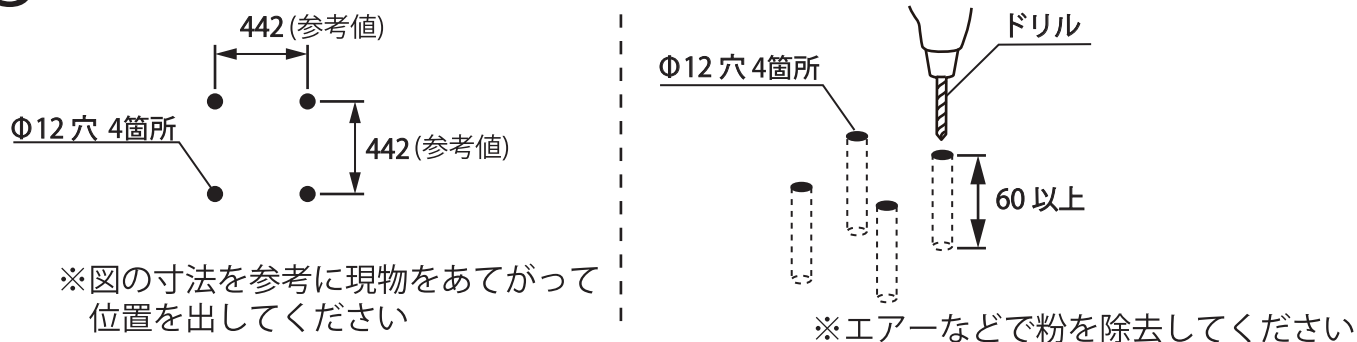 442 (参考値)
Φ12 穴 4箇所
442 (参考値)
※図の寸法を参考に現物をあてがって
位置を出してください
ドリル
Φ12 穴 4箇所
60 以上
※エアーなどで粉を除去してください